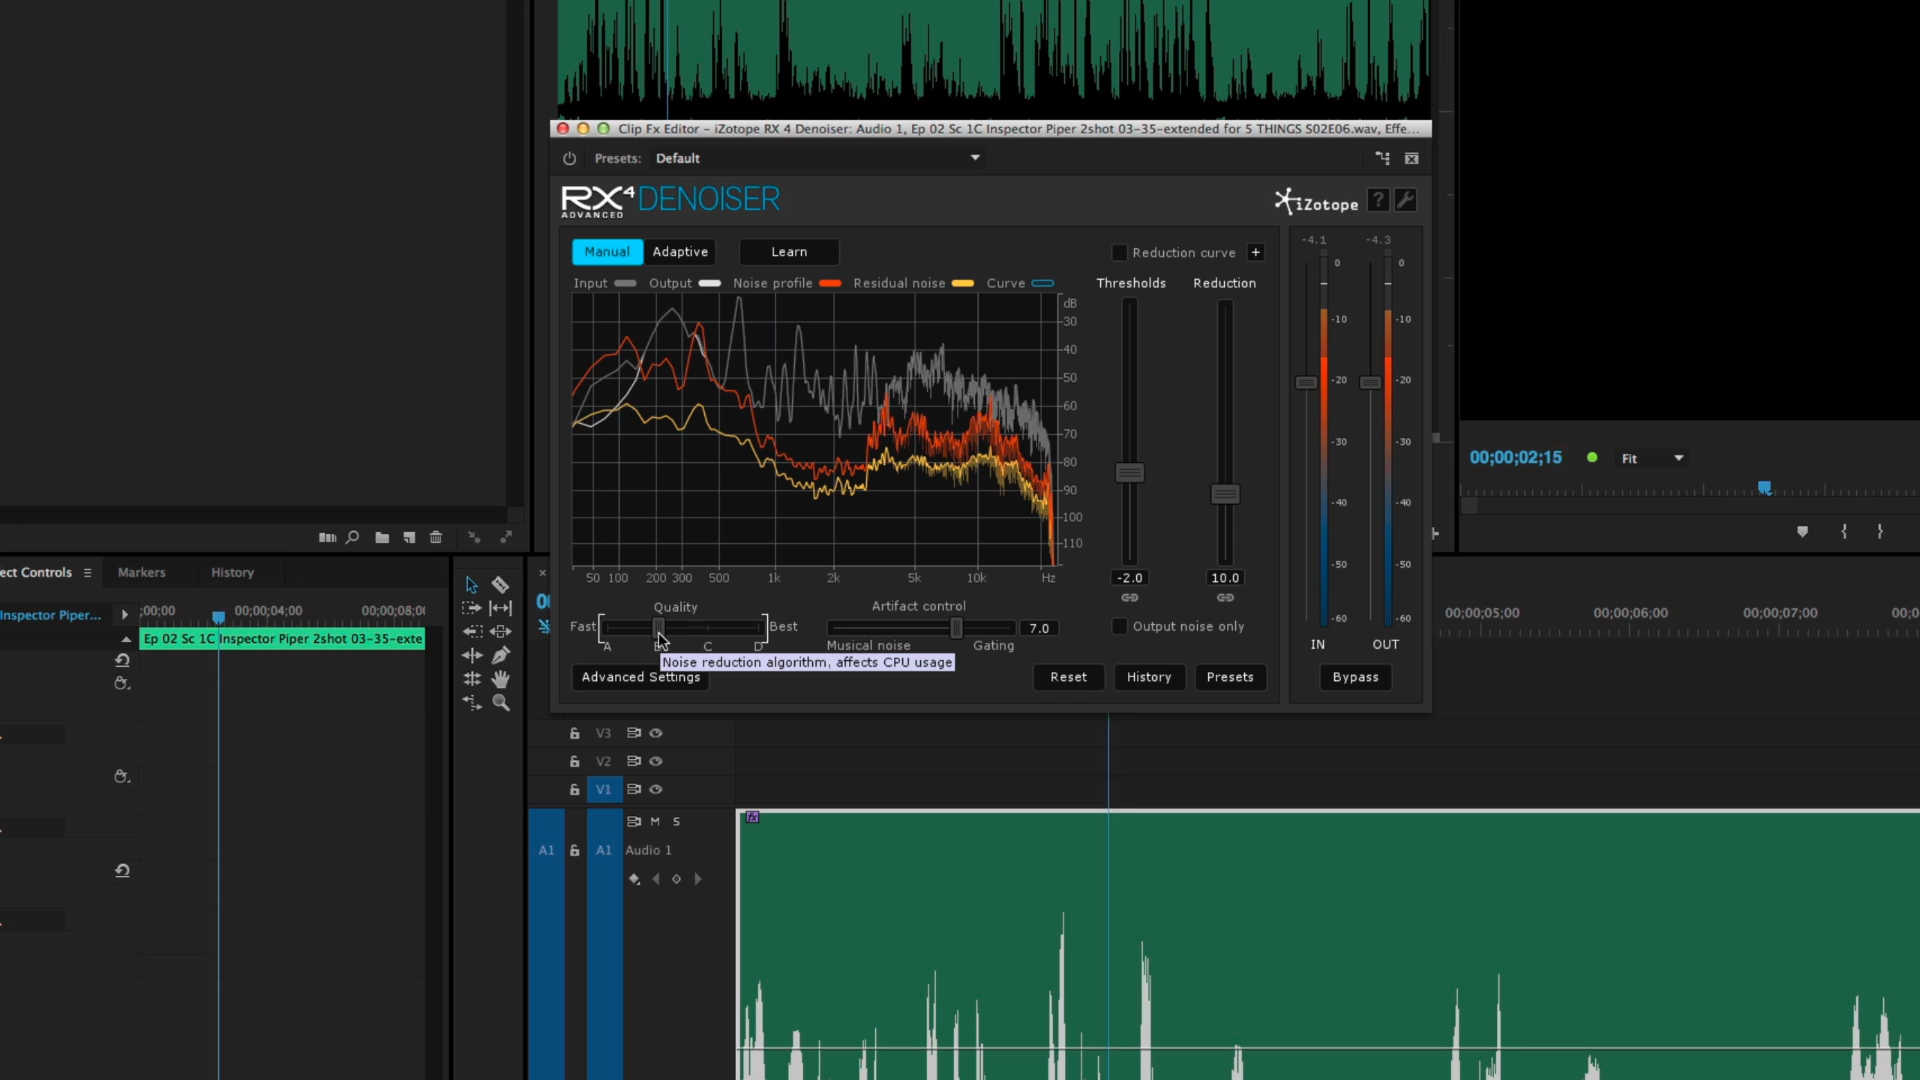 Clip Fx Editor - iZotope RX 4 Denoiser: Audio 1, Ep 02 Sc 1C Inspector Piper 2shot 03-35-extended for 5 THINGS S02E06.wav, Effe...
Presets: Default
RX4 DENOISER
ADVANCED
iZotope ?
Manual Adaptive Learn
Reduction curve +
Input Output Noise profile Residual noise Curve
Thresholds Reduction
-4.1 -4.3
dB
30
40
50
60
70
80
90
100
110
50 100 200 300 500 1k 2k 5k 10k Hz
-2.0 10.0
0 0
-10 -10
-20 -20
-30 -30
-40 -40
-50 -50
-60 -60
IN OUT
Quality
Fast Best
A B C D
Artifact control
7.0
Musical noise Gating
Output noise only
Noise reduction algorithm, affects CPU usage
Advanced Settings Reset History Presets Bypass
00;00;02;15 Fit
ect Controls Markers History
Inspector Piper...
;00;00 00;00;04;00 00;00;08;0
Ep 02 Sc 1C Inspector Piper 2shot 03-35-exte
00
00;00;05;00 00;00;06;00 00;00;07;00 00;0
V3
V2
V1
M S
A1 A1 Audio 1
fx